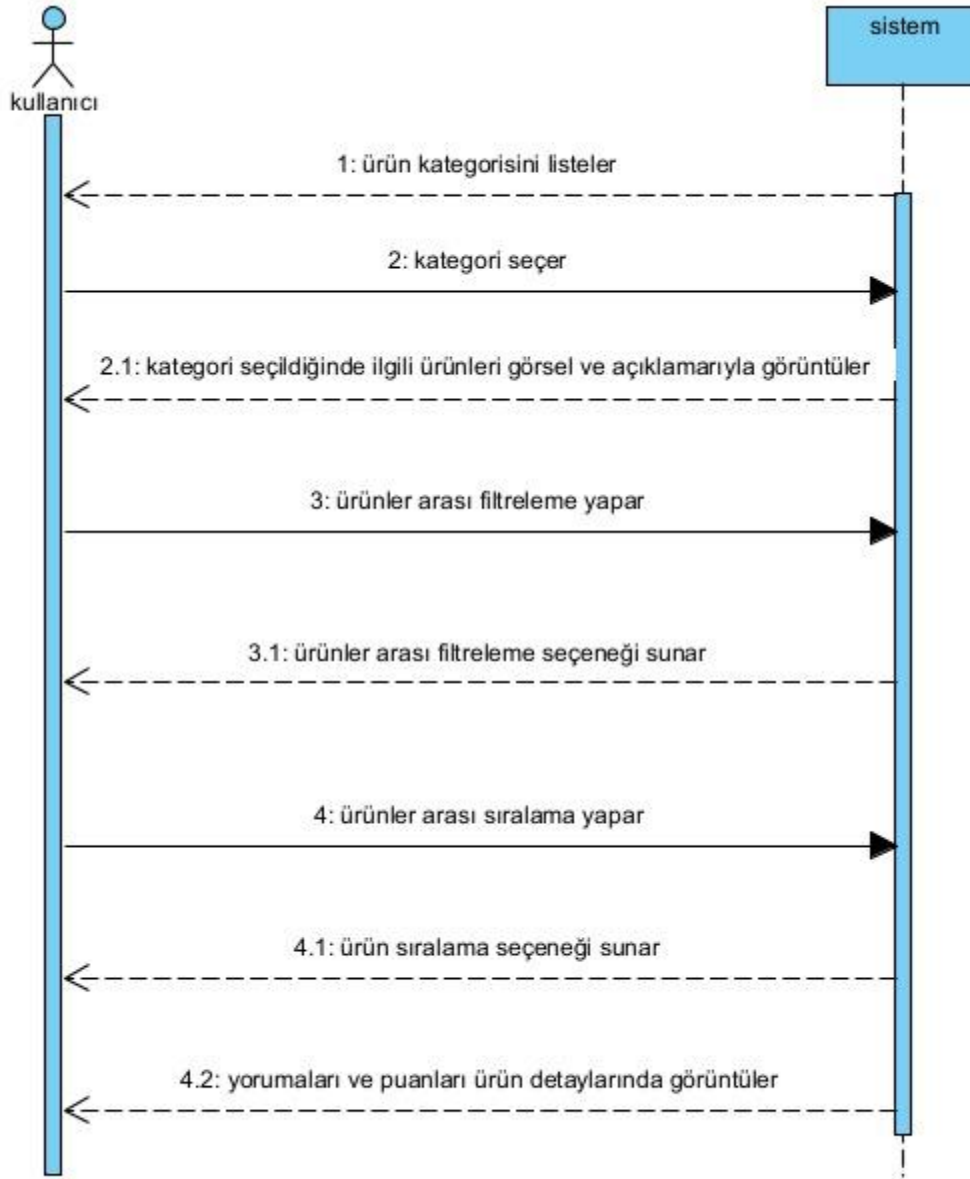 sistem
kullanıcı
1: ürün kategorisini listeler
2: kategori seçer
2.1: kategori seçildiğinde ilgili ürünleri görsel ve açıklamarıyla görüntüler
3: ürünler arası filtreleme yapar
3.1: ürünler arası filtreleme seçeneği sunar
4: ürünler arası sıralama yapar
4.1: ürün sıralama seçeneği sunar
4.2: yorumaları ve puanları ürün detaylarında görüntüler